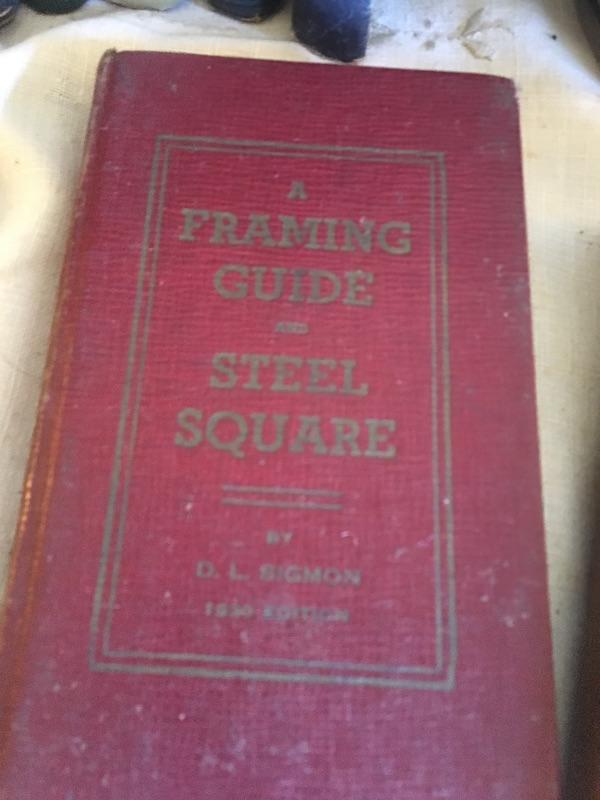 A
FRAMING
GUIDE
AND
STEEL
SQUARE
BY
D. L. SIGMON
EDITION